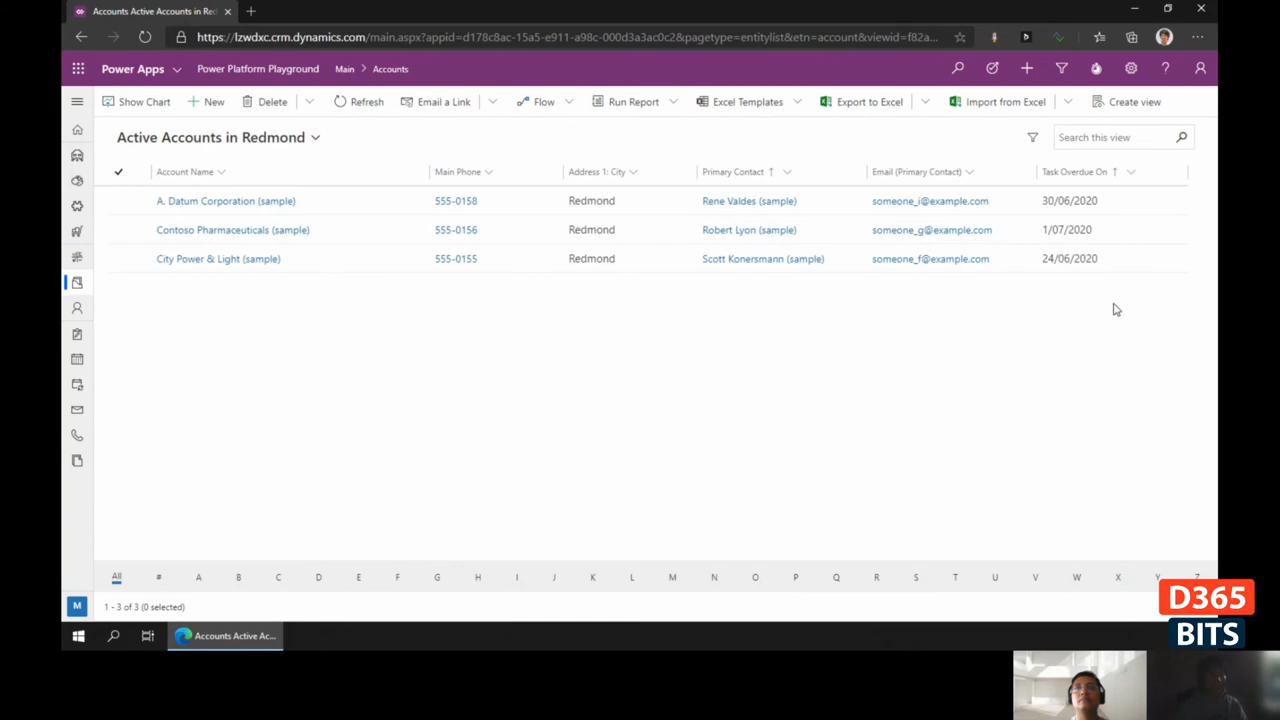 Accounts Active Accounts in Red
https://lzwdxc.crm.dynamics.com/main.aspx?appid=d178c8ac-15a5-e911-a98c-000d3a3ac0c2&pagetype=entitylist&etn=account&viewid=f82a...
Power Apps Power Platform Playground Main Accounts
Show Chart New Delete Refresh Email a Link Flow Run Report Excel Templates Export to Excel Import from Excel Create view
Active Accounts in Redmond Search this view
Account Name Main Phone Address 1: City Primary Contact ↑ Email (Primary Contact) Task Overdue On ↑
A. Datum Corporation (sample) 555-0158 Redmond Rene Valdes (sample) someone_i@example.com 30/06/2020
Contoso Pharmaceuticals (sample) 555-0156 Redmond Robert Lyon (sample) someone_g@example.com 1/07/2020
City Power & Light (sample) 555-0155 Redmond Scott Konersmann (sample) someone_f@example.com 24/06/2020
All # A B C D E F G H I J K L M N O P Q R S T U V W X Y Z
M 1 - 3 of 3 (0 selected)
D365
BITS
Accounts Active Ac...